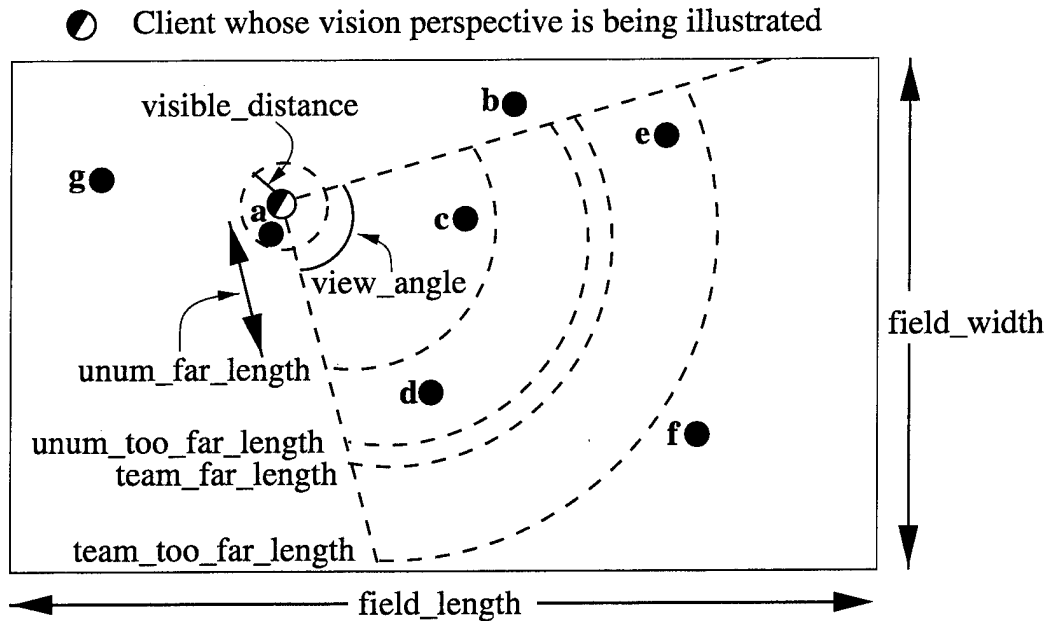 Client whose vision perspective is being illustrated
visible_distance
b
e
g
a
c
view_angle
field_width
unum_far_length
d
unum_too_far_length
f
team_far_length
team_too_far_length
field_length